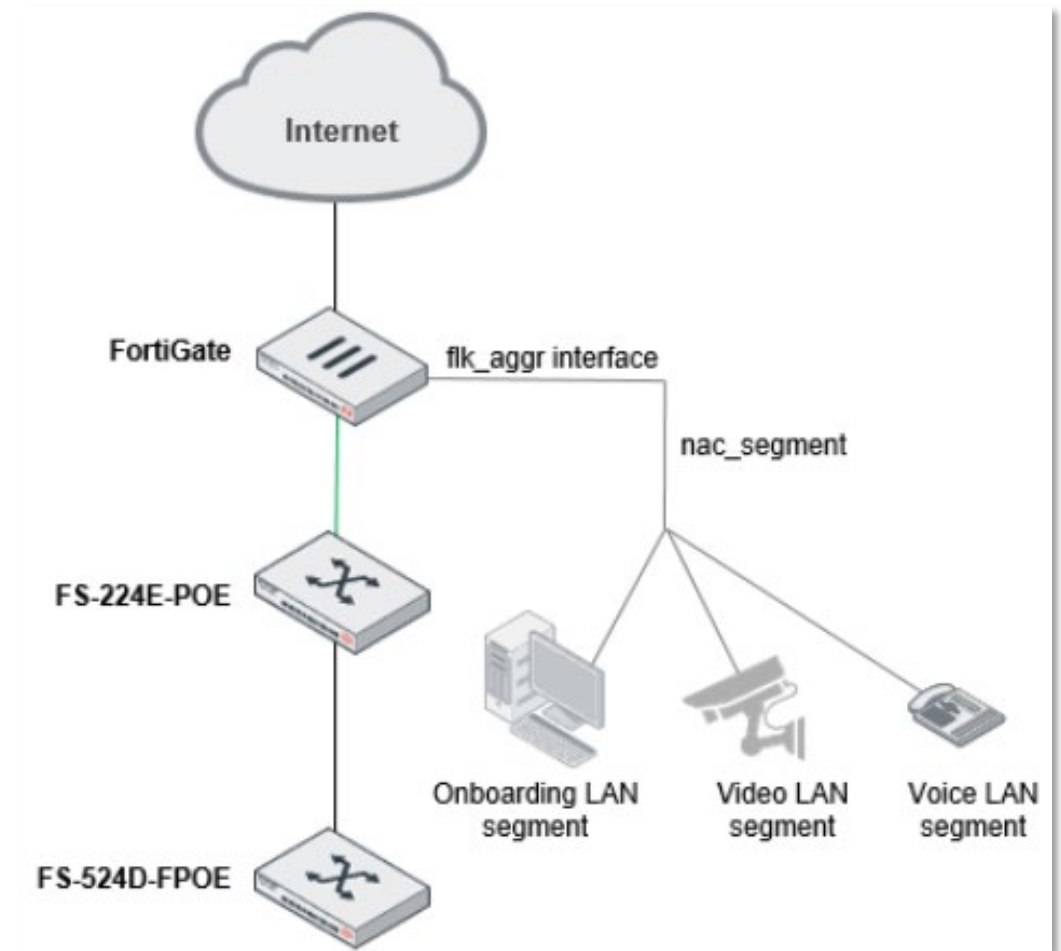 Internet
FortiGate
flk_aggr interface
nac_segment
FS-224E-POE
Onboarding LAN
segment
Video LAN
segment
Voice LAN
segment
FS-524D-FPOE